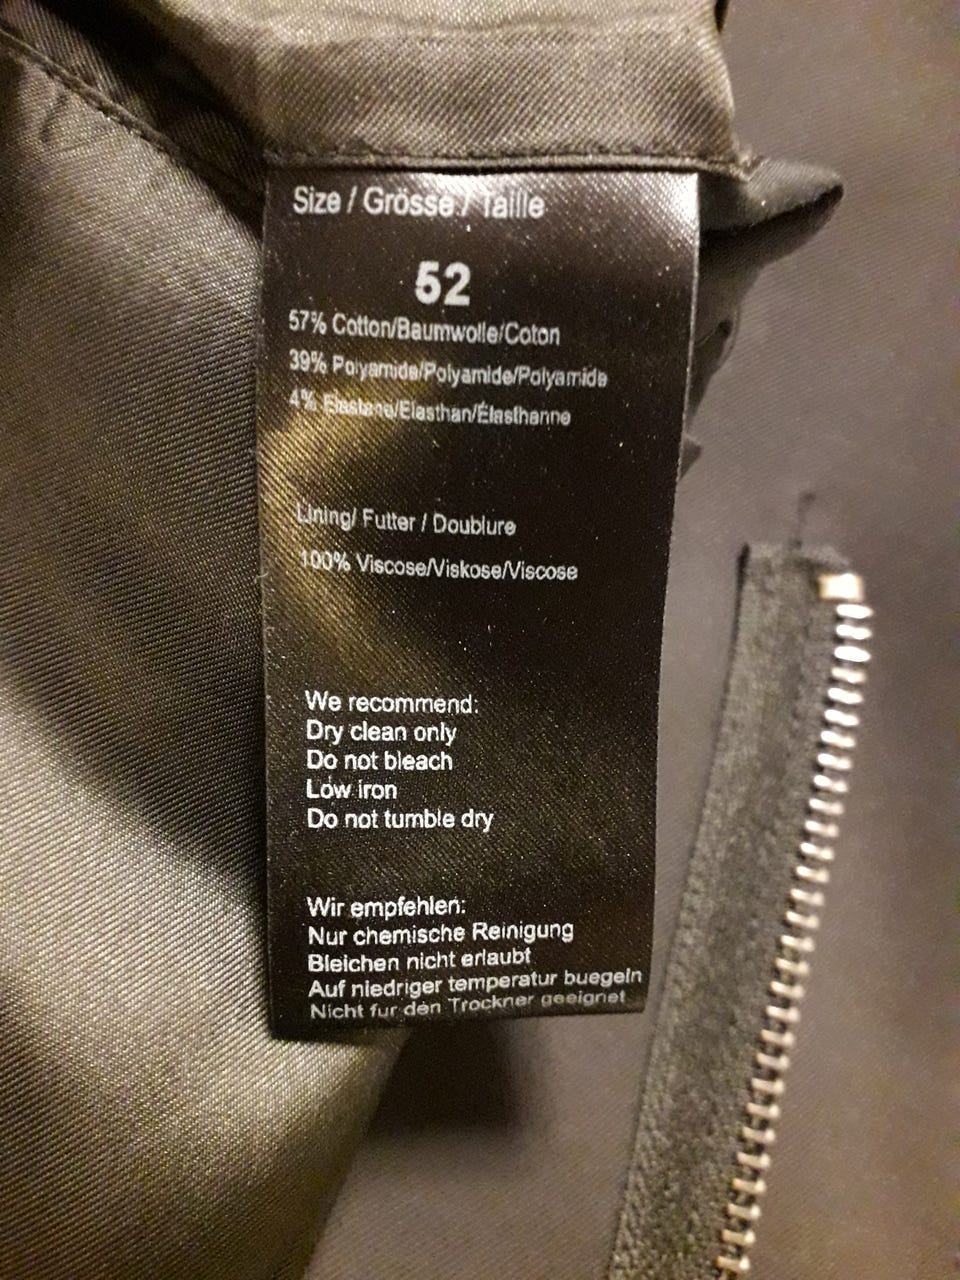 Size / Grösse / Taille
52
57% Cotton/Baumwolle/Coton
39% Polyamide/Polyamide/Polyamide
4% Elastane/Elasthan/Élasthanne
Lining/ Futter / Doublure
100% Viscose/Viskose/Viscose
We recommend:
Dry clean only
Do not bleach
Low iron
Do not tumble dry
Wir empfehlen:
Nur chemische Reinigung
Bleichen nicht erlaubt
Auf niedriger temperatur buegeln
Nicht fur den Trockner geeignet